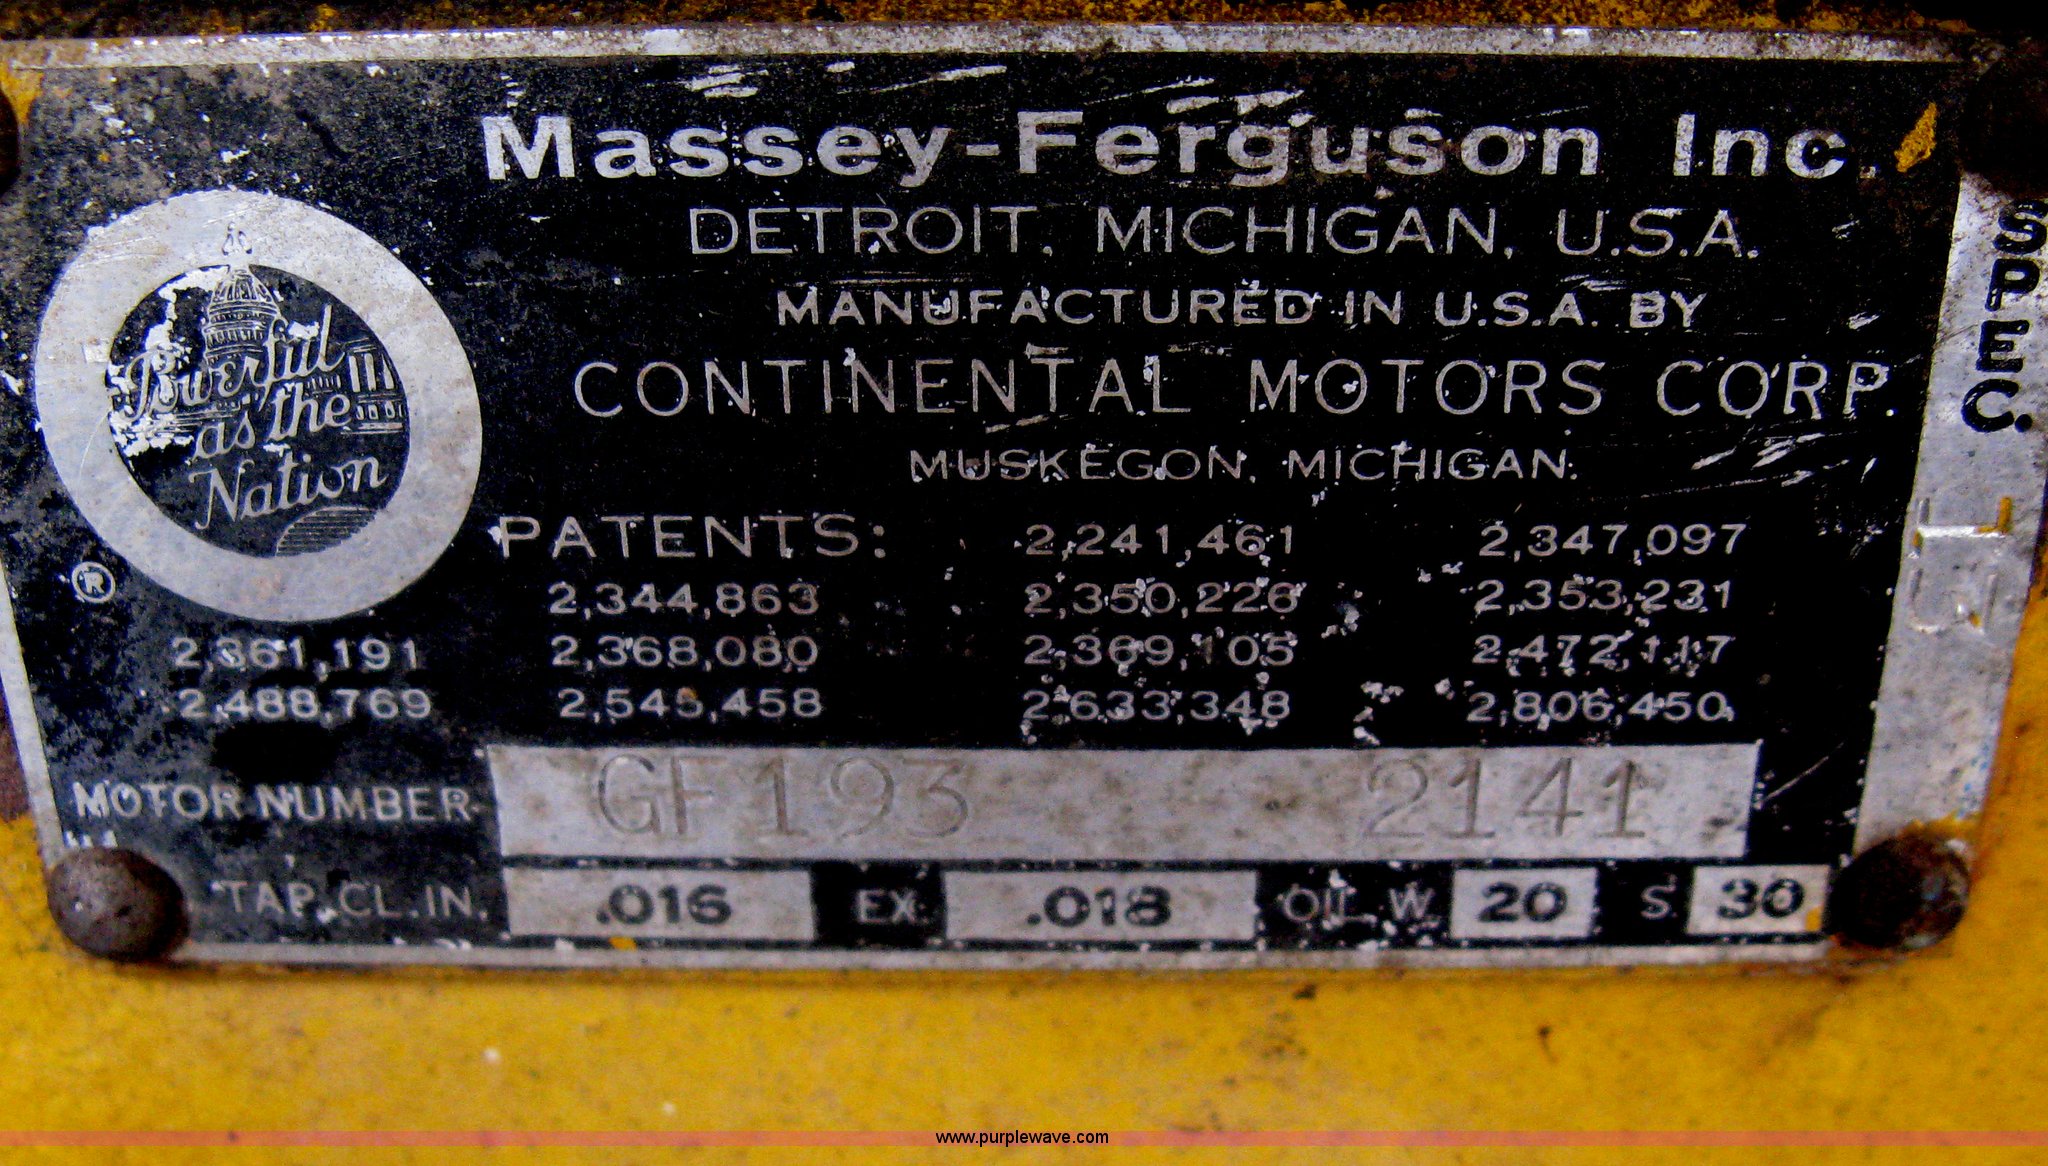 Massey-Ferguson Inc.
DETROIT, MICHIGAN, U.S.A.
MANUFACTURED IN U.S.A. BY
CONTINENTAL MOTORS CORP.
MUSKEGON, MICHIGAN.
Powerful
as the
Nation
®
PATENTS: 2,241,461 2,347,097
2,344,863 2,350,226 2,353,231
2,361,191 2,368,080 2,369,105 2,472,117
2,488,769 2,545,458 2,633,348 2,806,450
MOTOR NUMBER GF193 2141
TAP. CL. IN. .016 EX. .018 OIL W. 20 S. 30
SPEC.
www.purplewave.com